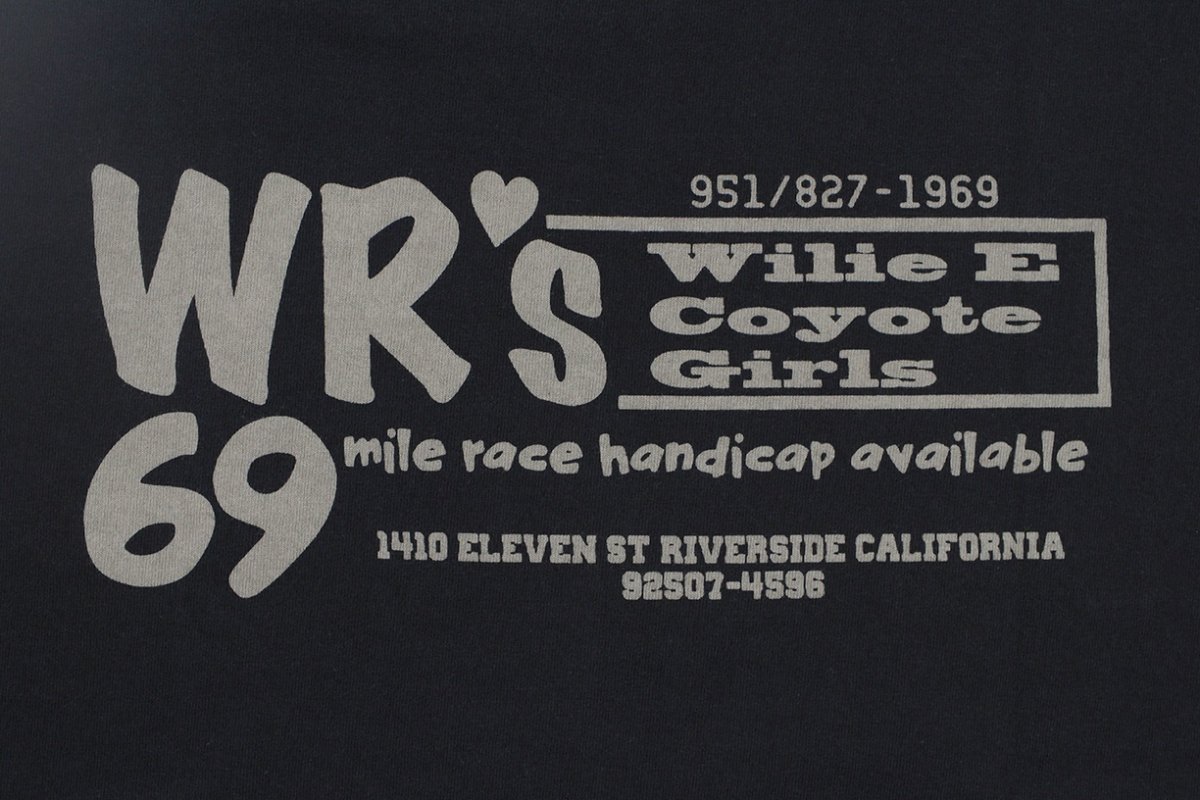 WR's
951/827-1969
Wilie E
Coyote
Girls
69 mile race handicap available
1410 ELEVEN ST RIVERSIDE CALIFORNIA
92507-4596